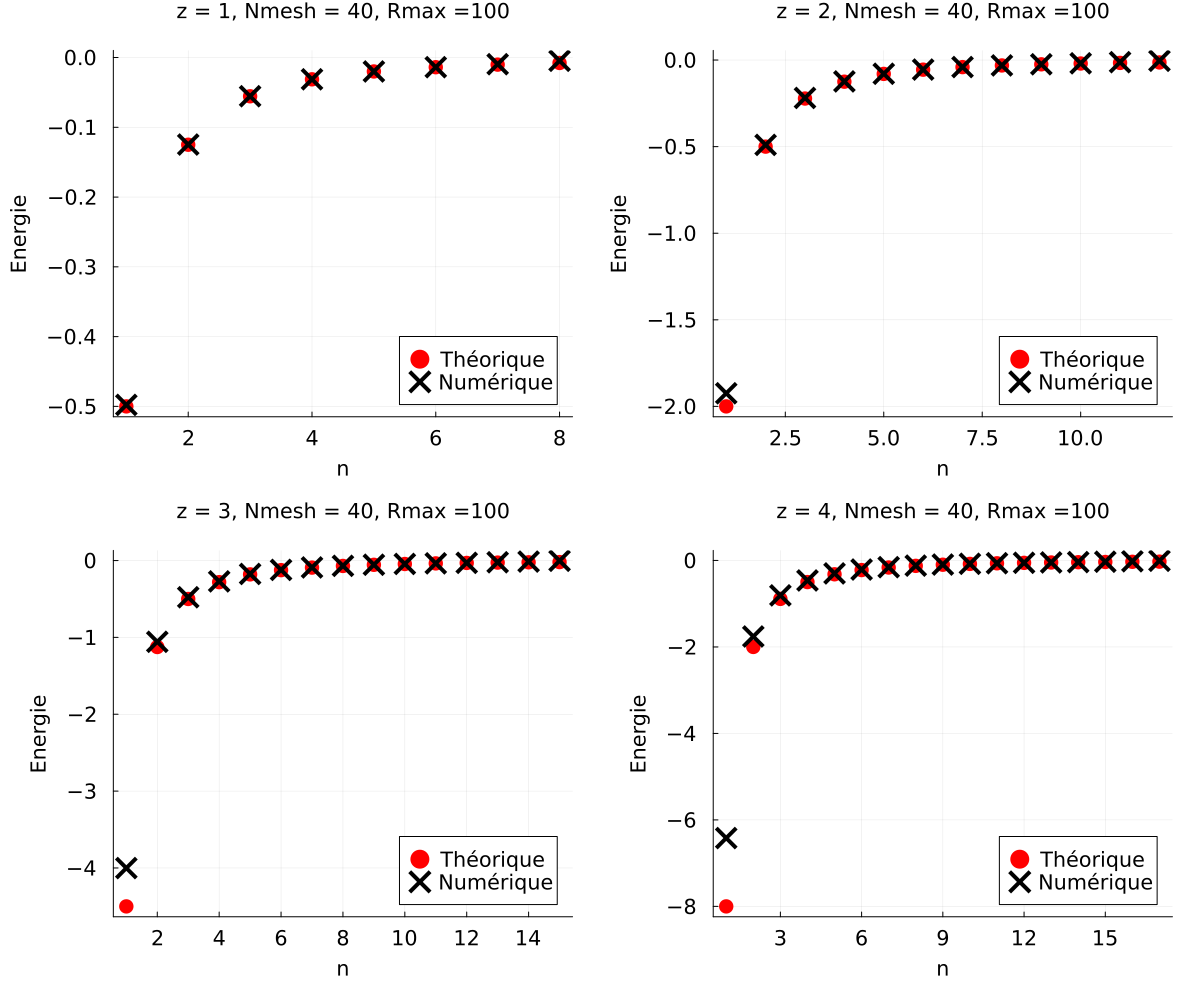 z = 1, Nmesh = 40, Rmax =100
0.0
−0.1
−0.2
−0.3
−0.4
−0.5
Energie
2 4 6 8
n
Théorique
Numérique
z = 2, Nmesh = 40, Rmax =100
0.0
−0.5
−1.0
−1.5
−2.0
Energie
2.5 5.0 7.5 10.0
n
Théorique
Numérique
z = 3, Nmesh = 40, Rmax =100
0
−1
−2
−3
−4
Energie
2 4 6 8 10 12 14
n
Théorique
Numérique
z = 4, Nmesh = 40, Rmax =100
0
−2
−4
−6
−8
Energie
3 6 9 12 15
n
Théorique
Numérique